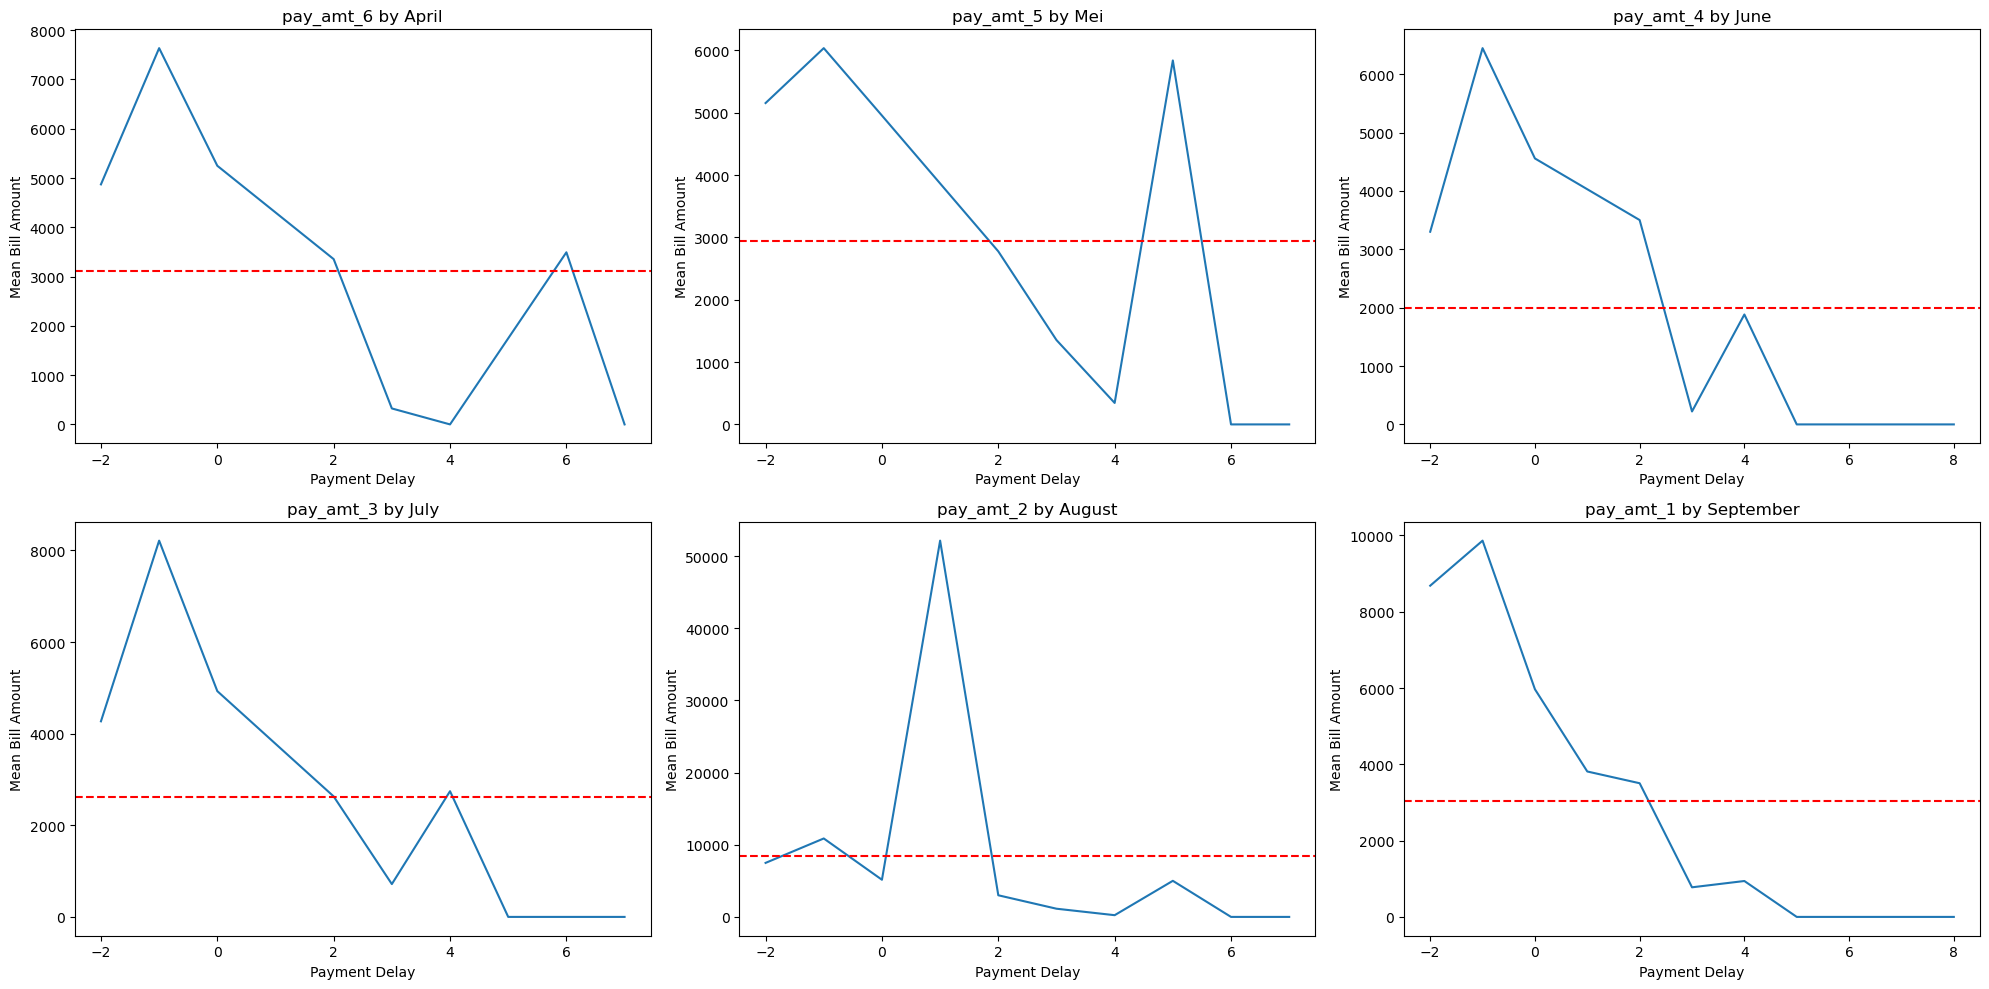 pay_amt_6 by April
8000
7000
6000
5000
4000
3000
2000
1000
0
Mean Bill Amount
−2 0 2 4 6
Payment Delay
pay_amt_5 by Mei
6000
5000
4000
3000
2000
1000
0
Mean Bill Amount
−2 0 2 4 6
Payment Delay
pay_amt_4 by June
6000
5000
4000
3000
2000
1000
0
Mean Bill Amount
−2 0 2 4 6 8
Payment Delay
pay_amt_3 by July
8000
6000
4000
2000
0
Mean Bill Amount
−2 0 2 4 6
Payment Delay
pay_amt_2 by August
50000
40000
30000
20000
10000
0
Mean Bill Amount
−2 0 2 4 6
Payment Delay
pay_amt_1 by September
10000
8000
6000
4000
2000
0
Mean Bill Amount
−2 0 2 4 6 8
Payment Delay